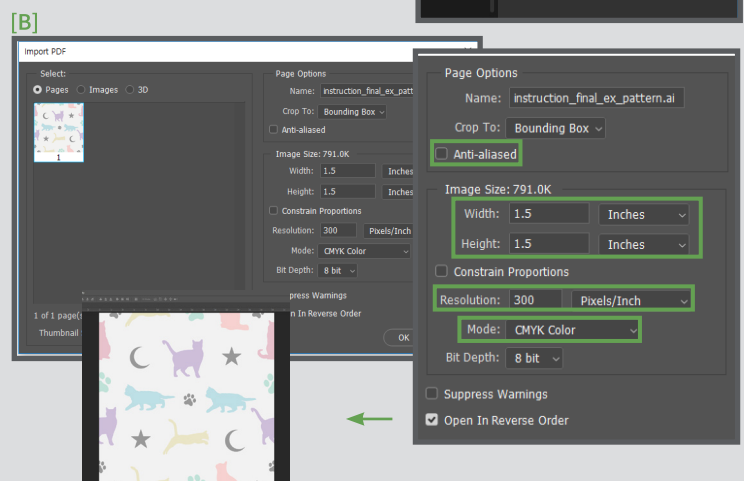 [B]
Import PDF
Select:
Pages Images 3D
1
1 of 1 page(s
Thumbnail
Page Options
Name: instruction_final_ex_patt
Crop To: Bounding Box
Anti-aliased
Image Size: 791.0K
Width: 1.5 Inches
Height: 1.5 Inches
Constrain Proportions
Resolution: 300 Pixels/Inch
Mode: CMYK Color
Bit Depth: 8 bit
press Warnings
n In Reverse Order
OK
Page Options
Name: instruction_final_ex_pattern.ai
Crop To: Bounding Box
Anti-aliased
Image Size: 791.0K
Width: 1.5 Inches
Height: 1.5 Inches
Constrain Proportions
Resolution: 300 Pixels/Inch
Mode: CMYK Color
Bit Depth: 8 bit
Suppress Warnings
Open In Reverse Order